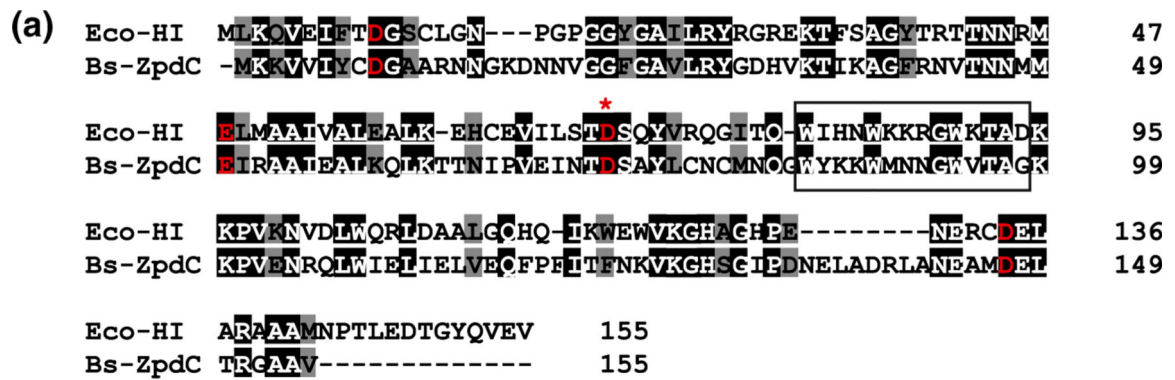 (a)
Eco-HI MLKQVEIFTDGSCLGN---PGPGGYGAILRYRGREKTFSAGYTRTTNNRM 47
Bs-ZpdC -MKKVVIYCDGAARNNGKDNNVGGFGAVLRYGDHVKTIKAGFRNVTNNMM 49
*
Eco-HI ELMAAIVALEALK-EHCEVILSTDSQYVRQGITQ-WIHNWKKRGWKTADK 95
Bs-ZpdC EIRAAIEALKQLKTTNIPVEINTDSAYLCNCMNQGWYKKWMNNGWVTAGK 99
Eco-HI KPVKNVDLWQRLDAALGQHQ-IKWEWVKGHAGHPE--------NERCDEL 136
Bs-ZpdC KPVENRQLWIELIELVEQFPFITFNKVKGHSGIPDNELADRLANEAMDEL 149
Eco-HI ARAAAMNPTLEDTGYQVEV 155
Bs-ZpdC TRGAAV------------- 155